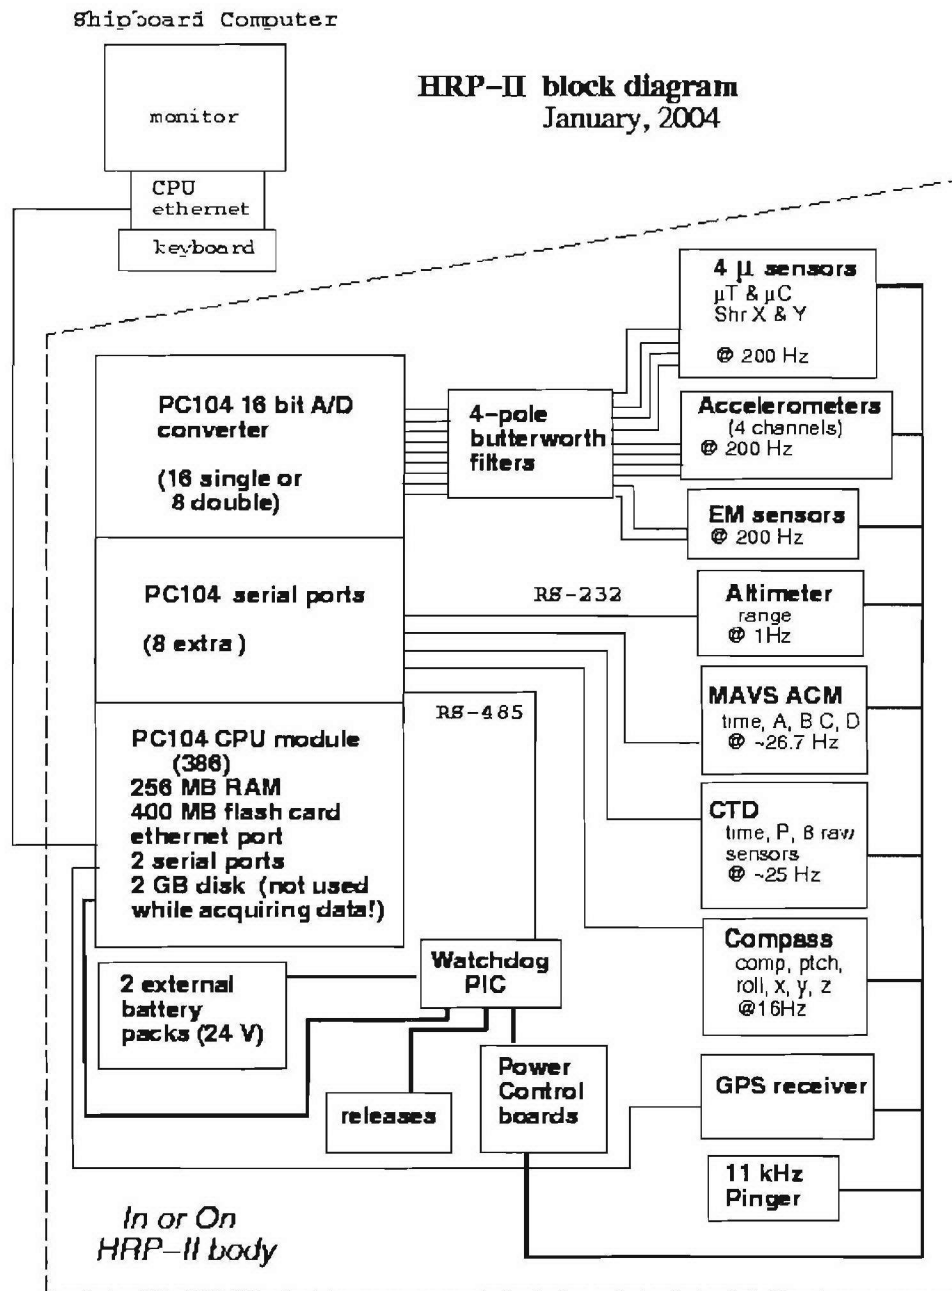 Shipboard Computer
HRP-II block diagram
January, 2004
monitor
CPU
ethernet
keyboard
4 μ sensors
μT & μC
Shr X & Y
@ 200 Hz
PC104 16 bit A/D
converter
(16 single or
8 double)
4-pole
butterworth
filters
Accelerometers
(4 channels)
@ 200 Hz
EM sensors
@ 200 Hz
PC104 serial ports
(8 extra )
RS-232
Altimeter
range
@ 1Hz
RS-485
MAVS ACM
time, A, B C, D
@ ~26.7 Hz
PC104 CPU module
(386)
256 MB RAM
400 MB flash card
ethernet port
2 serial ports
2 GB disk (not used
while acquiring data!)
CTD
time, P, 8 raw
sensors
@ ~25 Hz
Compass
comp, ptch,
roll, x, y, z
@16Hz
Watchdog
PIC
2 external
battery
packs (24 V)
Power
Control
boards
releases
GPS receiver
11 kHz
Pinger
In or On
HRP-II body